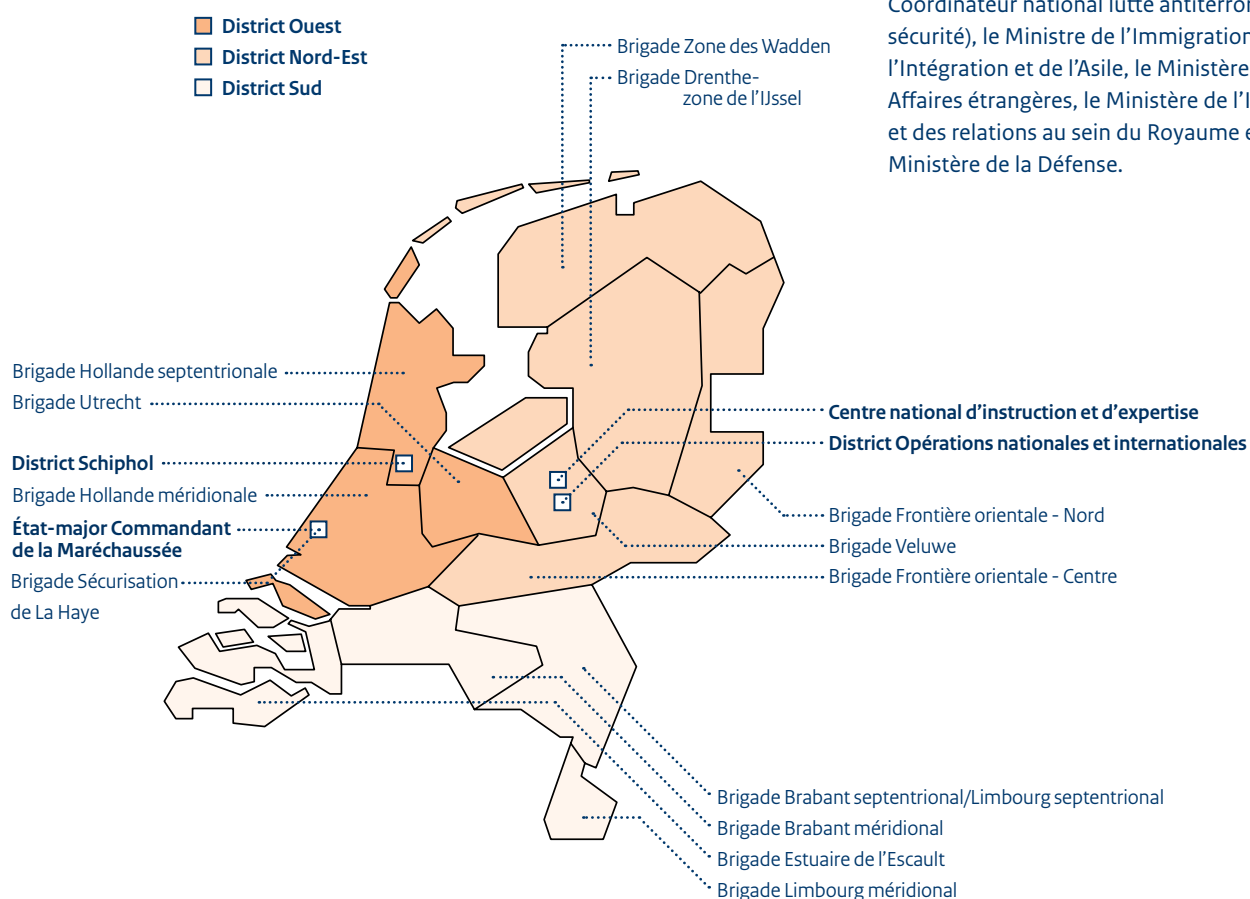 District Ouest
District Nord-Est
District Sud
Coordinateur national lutte
sécurité), le Ministre de l'Immigration
l'Intégration et de l'Asile, le Ministère
Affaires étrangères, le Ministère de
et des relations au sein du Royaume
Ministère de la Défense.
Brigade Zone des Wadden
Brigade Drenthe-
zone de l'IJssel
Brigade Hollande septentrionale
Brigade Utrecht
District Schiphol
Brigade Hollande méridionale
État-major Commandant
de la Maréchaussée
Brigade Sécurisation
de La Haye
Centre national d'instruction et d'expertise
District Opérations nationales et internationales
Brigade Frontière orientale - Nord
Brigade Veluwe
Brigade Frontière orientale - Centre
Brigade Brabant septentrional/Limbourg septentrional
Brigade Brabant méridional
Brigade Estuaire de l'Escault
Brigade Limbourg méridional